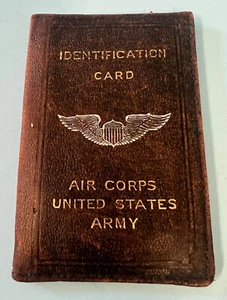 IDENTIFICATION
CARD
AIR CORPS
UNITED STATES
ARMY